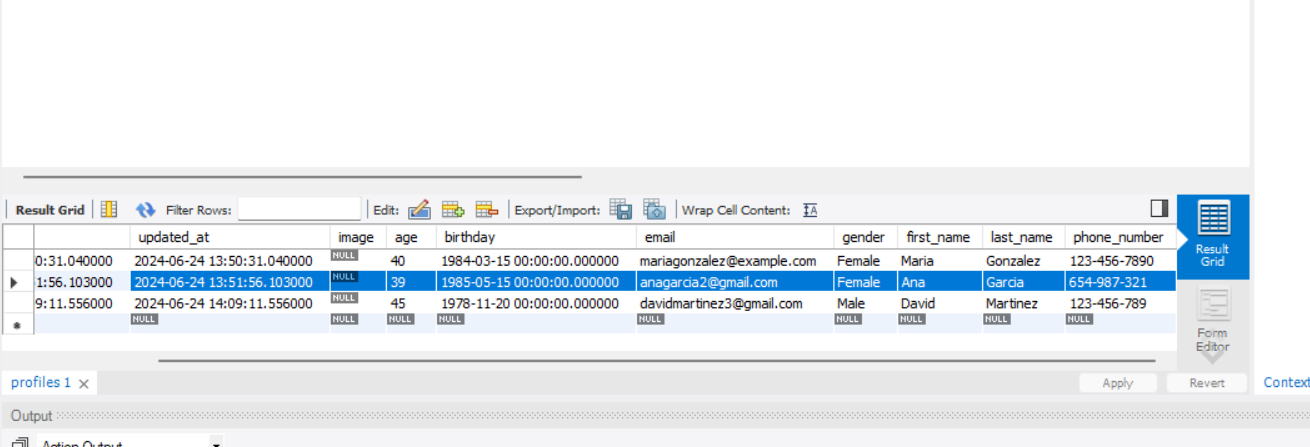 Result Grid Filter Rows: Edit: Export/Import: Wrap Cell Content: IA
updated_at image age birthday email gender first_name last_name phone_number
0:31.040000 2024-06-24 13:50:31.040000 NULL 40 1984-03-15 00:00:00.000000 mariagonzalez@example.com Female Maria Gonzalez 123-456-7890
1:56.103000 2024-06-24 13:51:56.103000 NULL 39 1985-05-15 00:00:00.000000 anagarcia2@gmail.com Female Ana Garcia 654-987-321
9:11.556000 2024-06-24 14:09:11.556000 NULL 45 1978-11-20 00:00:00.000000 davidmartinez3@gmail.com Male David Martinez 123-456-789
NULL NULL NULL NULL NULL NULL NULL NULL NULL
Result
Grid
Form
Editor
profiles 1 Apply Revert Context
Output
Action Output